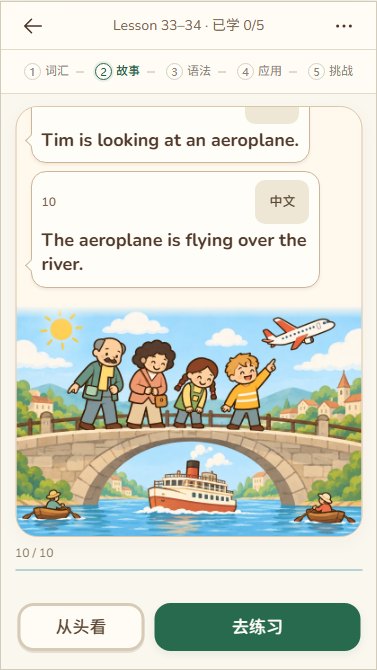 Lesson 33–34 · 已学 0/5
1 词汇 2 故事 3 语法 4 应用 5 挑战
Tim is looking at an aeroplane.
10 中文
The aeroplane is flying over the
river.
10 / 10
从头看 去练习